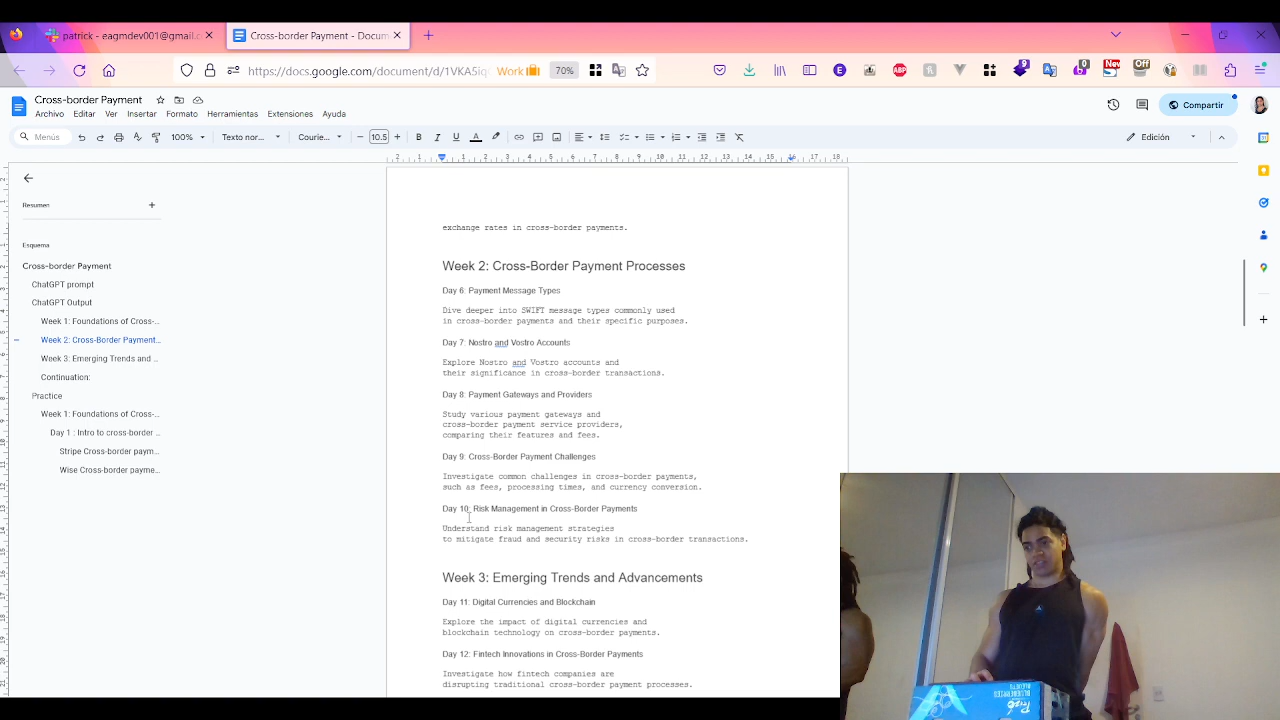 patrick - eagmdev001@gmail.c
Cross-border Payment - Docum
https://docs.google.com/document/d/1VKA5iq
Work
70%
Cross-border Payment
Archivo Editar Ver Insertar Formato Herramientas Extensiones Ayuda
Compartir
Menús
100%
Texto nor...
Courie...
10.5
Edición
Resumen
Esquema
Cross-border Payment
ChatGPT prompt
ChatGPT Output
Week 1: Foundations of Cross-...
Week 2: Cross-Border Payment...
Week 3: Emerging Trends and ...
Continuation:
Practice
Week 1: Foundations of Cross-...
Day 1 : Intro to cross-border ...
Stripe Cross-border paym...
Wise Cross-border payme...
exchange rates in cross-border payments.
Week 2: Cross-Border Payment Processes
Day 6: Payment Message Types
Dive deeper into SWIFT message types commonly used
in cross-border payments and their specific purposes.
Day 7: Nostro and Vostro Accounts
Explore Nostro and Vostro accounts and
their significance in cross-border transactions.
Day 8: Payment Gateways and Providers
Study various payment gateways and
cross-border payment service providers,
comparing their features and fees.
Day 9: Cross-Border Payment Challenges
Investigate common challenges in cross-border payments,
such as fees, processing times, and currency conversion.
Day 10: Risk Management in Cross-Border Payments
Understand risk management strategies
to mitigate fraud and security risks in cross-border transactions.
Week 3: Emerging Trends and Advancements
Day 11: Digital Currencies and Blockchain
Explore the impact of digital currencies and
blockchain technology on cross-border payments.
Day 12: Fintech Innovations in Cross-Border Payments
Investigate how fintech companies are
disrupting traditional cross-border payment processes.